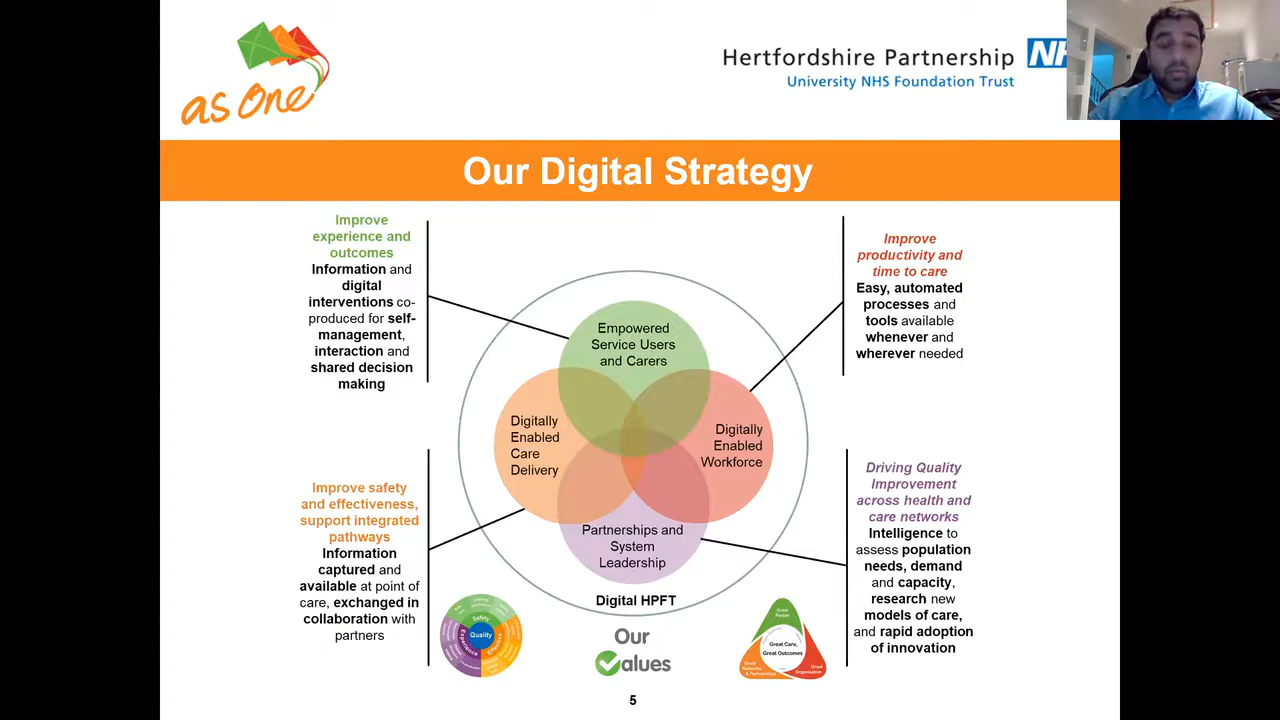 as One
Hertfordshire Partnership
University NHS Foundation Trust
Our Digital Strategy
Improve
experience and
outcomes
Information and
digital
interventions co-
produced for self-
management,
interaction and
shared decision
making
Improve
productivity and
time to care
Easy, automated
processes and
tools available
whenever and
wherever needed
Empowered
Service Users
and Carers
Digitally
Enabled
Care
Delivery
Digitally
Enabled
Workforce
Partnerships and
System
Leadership
Digital HPFT
Improve safety
and effectiveness,
support integrated
pathways
Information
captured and
available at point of
care, exchanged in
collaboration with
partners
Driving Quality
Improvement
across health and
care networks
Intelligence to
assess population
needs, demand
and capacity,
research new
models of care,
and rapid adoption
of innovation
Safety
Quality
Experience
Effective
Our
values
Great
People
Great Care,
Great Outcomes
Great
Networks
& Partnerships
Great
Organisation
5